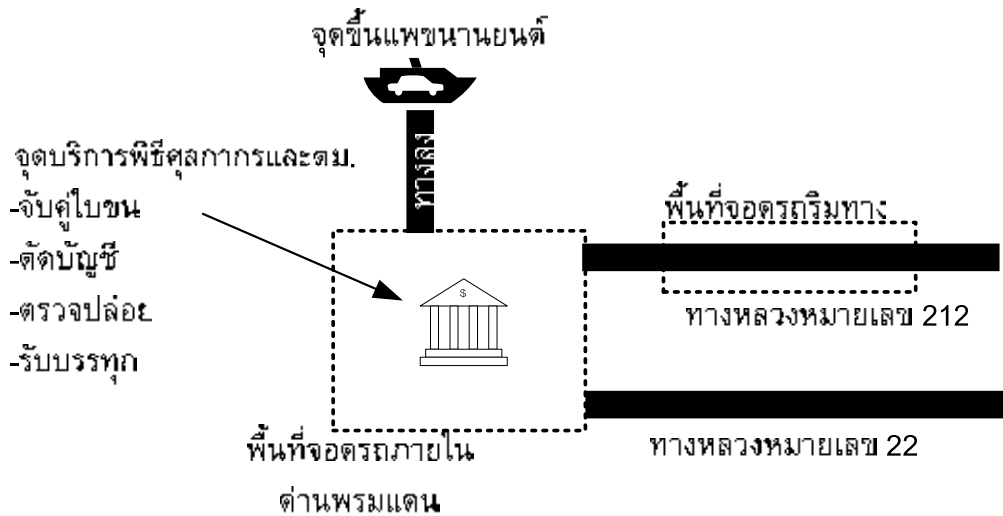 จุดขึ้นแพขนานยนต์
ทางลง
จุดบริการพิธีศุลกากรและตม.
-จับคู่ใบขน
-ตัดบัญชี
-ตรวจปล่อย
-รับบรรทุก
$
พื้นที่จอดรถริมทาง
ทางหลวงหมายเลข 212
ทางหลวงหมายเลข 22
พื้นที่จอดรถภายใน
ด่านพรมแดน